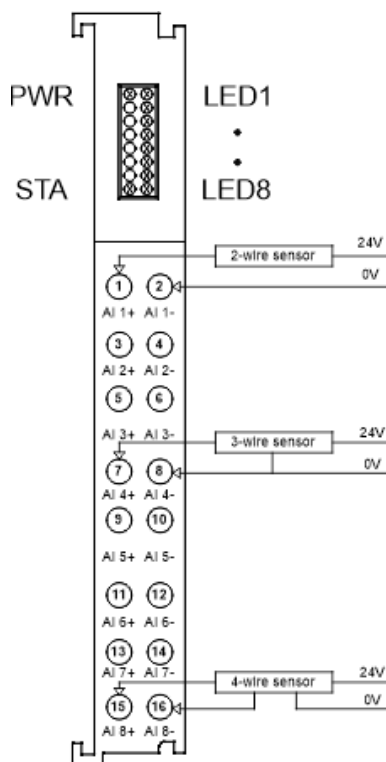 PWR LED1
STA LED8
24V
2-wire sensor
0V
1 2
AI 1+ AI 1-
3 4
AI 2+ AI 2-
5 6
AI 3+ AI 3-
24V
3-wire sensor
0V
7 8
AI 4+ AI 4-
9 10
AI 5+ AI 5-
11 12
AI 6+ AI 6-
13 14
AI 7+ AI 7-
24V
4-wire sensor
0V
15 16
AI 8+ AI 8-